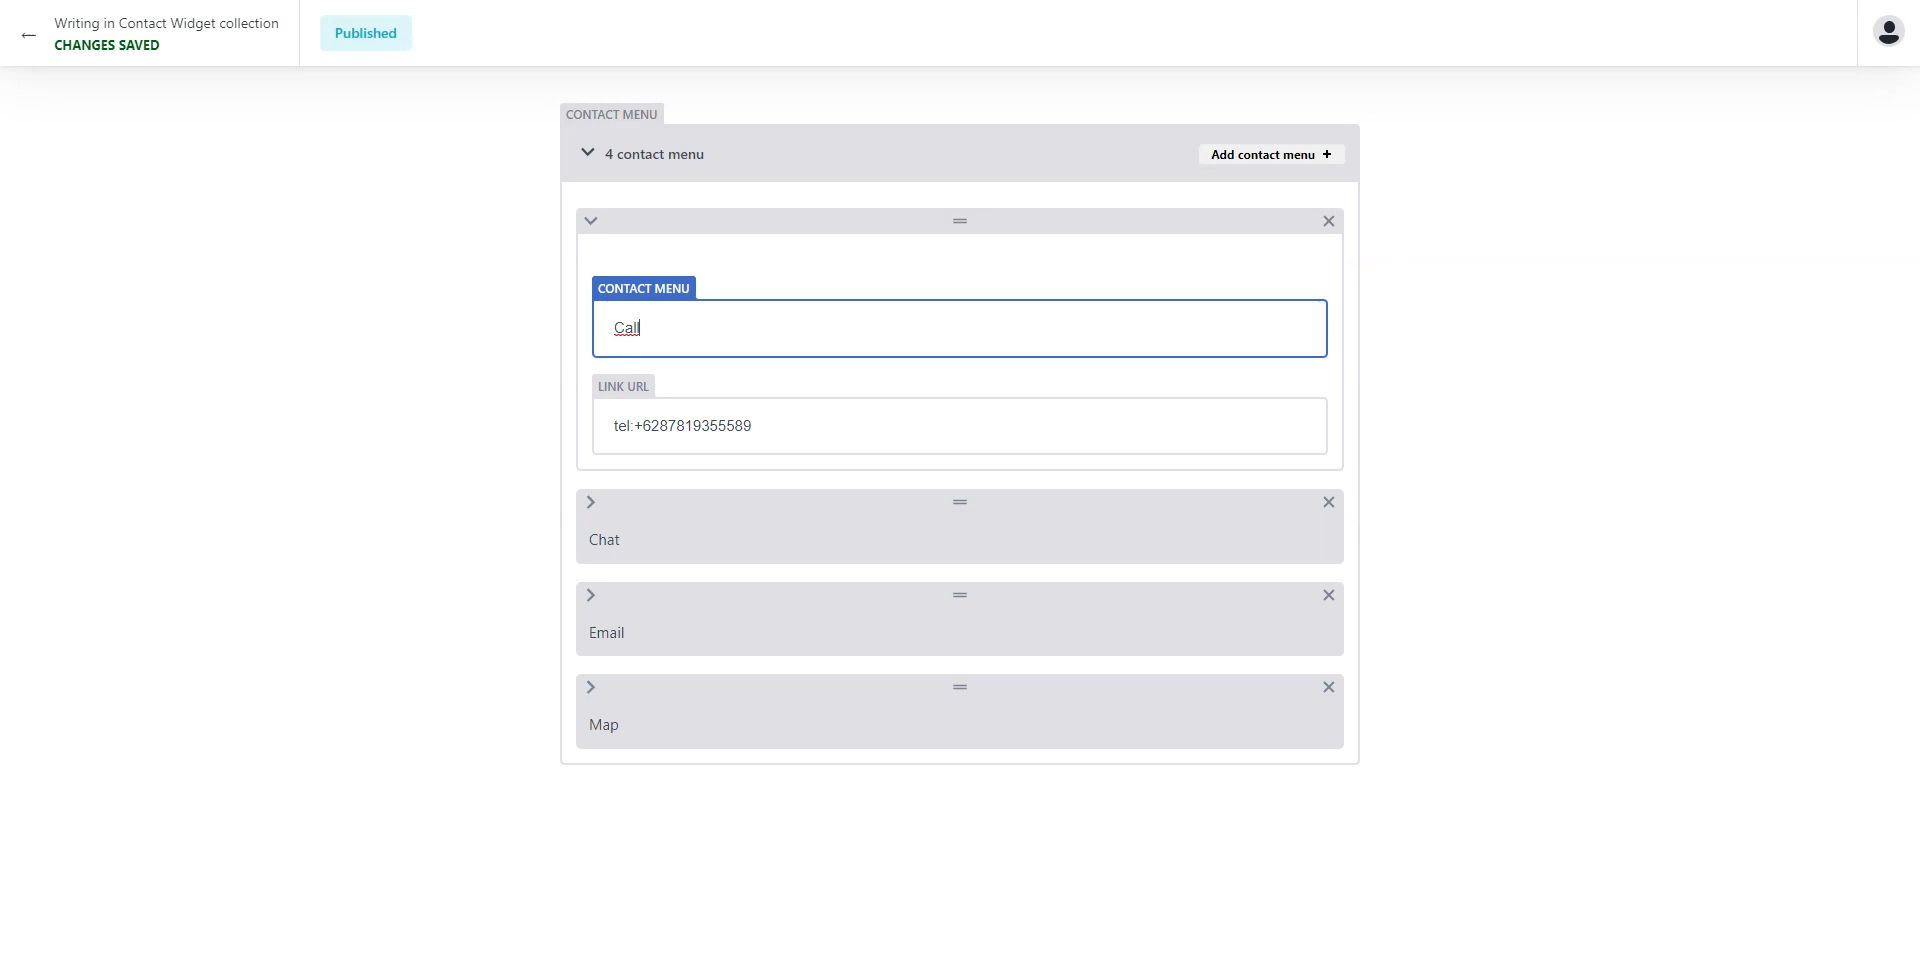 Writing in Contact Widget collection
CHANGES SAVED
Published
CONTACT MENU
4 contact menu
Add contact menu +
CONTACT MENU
Call
LINK URL
tel:+6287819355589
Chat
Email
Map